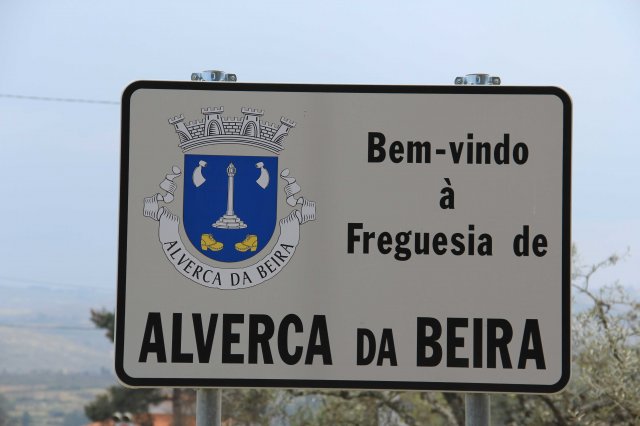 Bem-vindo
à
Freguesia de
ALVERCA DA BEIRA
ALVERCA DA BEIRA